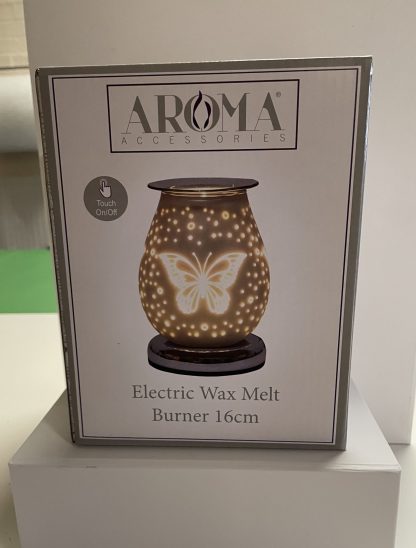 AROMA®
ACCESSORIES
Touch
On/Off
Electric Wax Melt
Burner 16cm